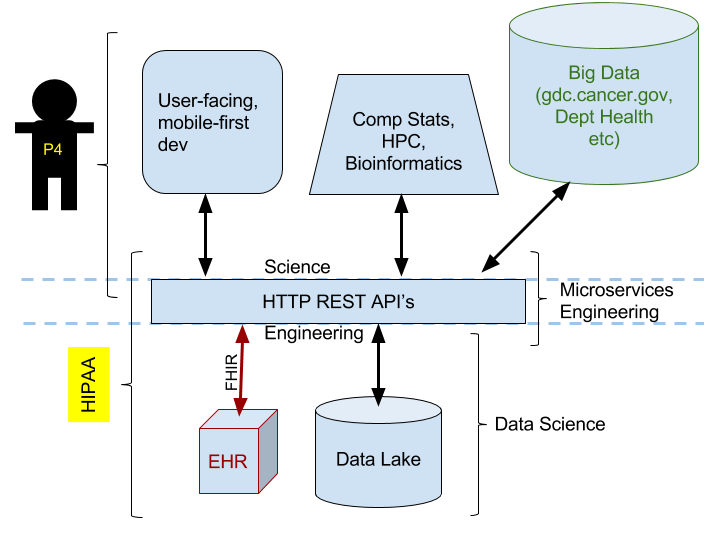 Big Data
(gdc.cancer.gov,
Dept Health
etc)
User-facing,
mobile-first
dev
Comp Stats,
HPC,
Bioinformatics
P4
Science
HTTP REST API's
Microservices
Engineering
Engineering
FHIR
HIPAA
EHR
Data Lake
Data Science